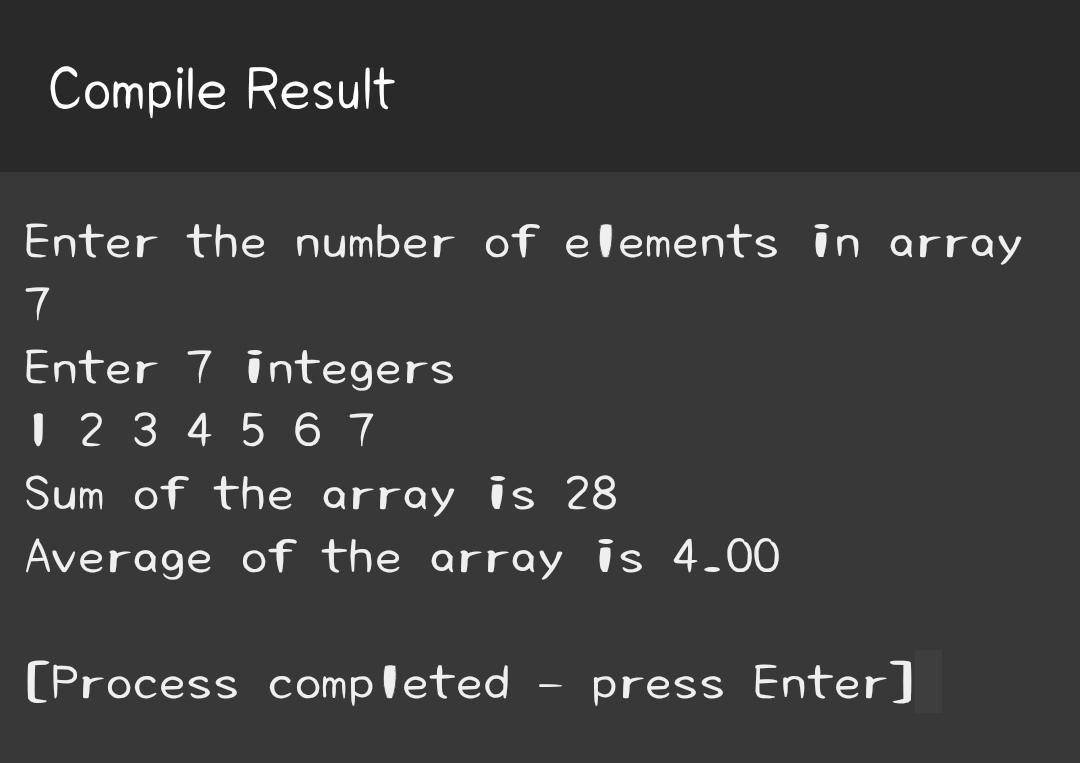 Compile Result
Enter the number of elements in array
7
Enter 7 integers
1 2 3 4 5 6 7
Sum of the array is 28
Average of the array is 4.00
[Process completed - press Enter]